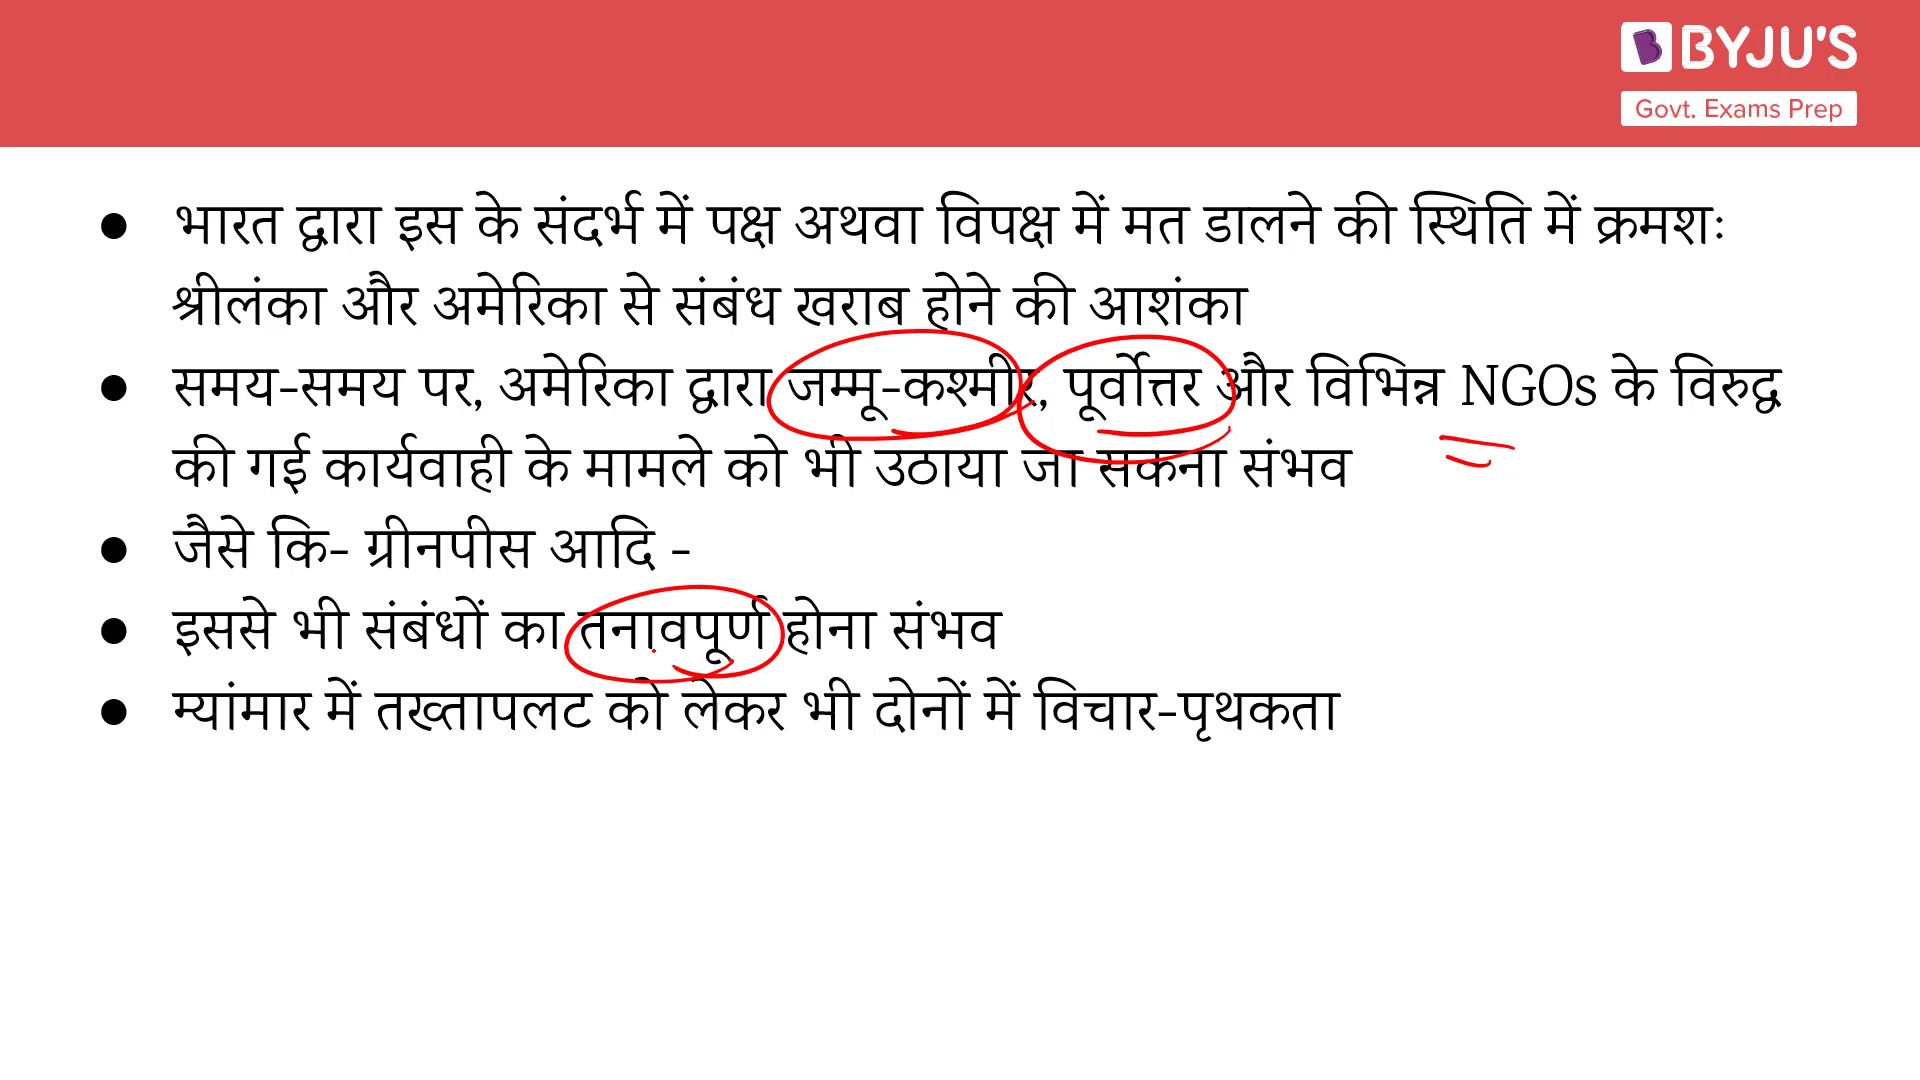 BYJU'S
Govt. Exams Prep
● भारत द्वारा इस के संदर्भ में पक्ष अथवा विपक्ष में मत डालने की स्थिति में क्रमशः
श्रीलंका और अमेरिका से संबंध खराब होने की आशंका
● समय-समय पर, अमेरिका द्वारा जम्मू-कश्मीर, पूर्वोत्तर और विभिन्न NGOs के विरुद्ध
की गई कार्यवाही के मामले को भी उठाया जा सकना संभव
● जैसे कि- ग्रीनपीस आदि -
● इससे भी संबंधों का तनावपूर्ण होना संभव
● म्यांमार में तख्तापलट को लेकर भी दोनों में विचार-पृथकता